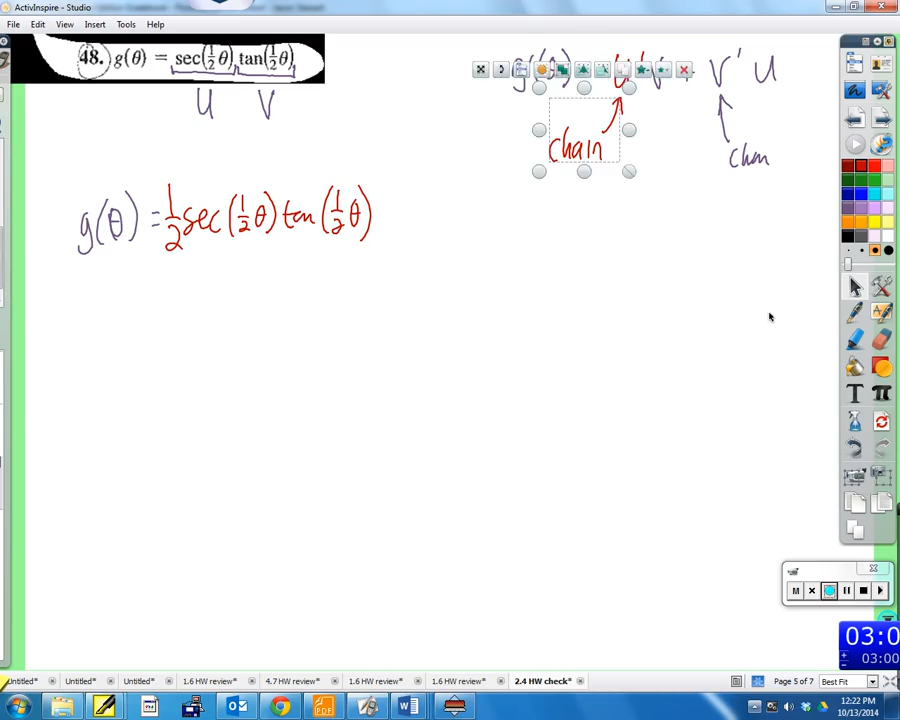 ActivInspire - Studio
File Edit View Insert Tools Help
48. g(θ) = sec(½θ) tan(½θ)
U V
V' U
chain
g(θ) = ½ sec(½θ) tan(½θ)
M
03:0
03:00
Untitled* Untitled* 1.6 HW review* 4.7 HW review* 1.6 HW review* 1.6 HW review* 2.4 HW check* Page 5 of 7 Best Fit
12:22 PM
10/13/2014